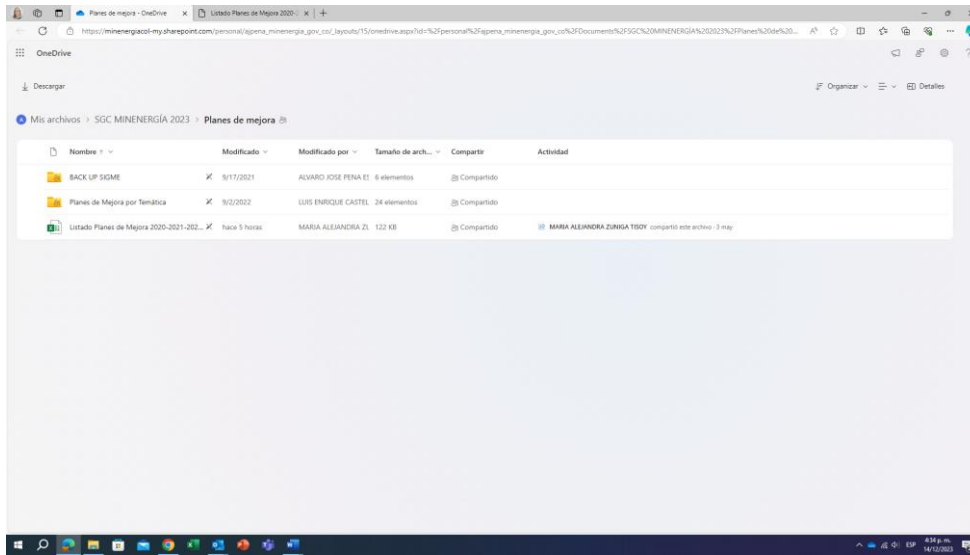 Planes de mejora - OneDrive
Listado Planes de Mejora 2020-2
https://minenergiacol-my.sharepoint.com/personal/ajpena_minenergia_gov_co/_layouts/15/onedrive.aspx?id=%2Fpersonal%2Fajpena_minenergia_gov_co%2FDocuments%2FSGC%20MINENERGÍA%202023%2FPlanes%20de%20...
OneDrive
Descargar
Organizar
Detalles
Mis archivos > SGC MINENERGÍA 2023 > Planes de mejora
Nombre ↑ Modificado Modificado por Tamaño de arch... Compartir Actividad
BACK UP SIGME 9/17/2021 ALVARO JOSE PENA ES 6 elementos Compartido
Planes de Mejora por Temática 9/2/2022 LUIS ENRIQUE CASTEL 24 elementos Compartido
Listado Planes de Mejora 2020-2021-202... hace 5 horas MARIA ALEJANDRA ZU 122 KB Compartido MARIA ALEJANDRA ZUNIGA TISOY compartió este archivo · 3 may
ESP 4:34 p. m.
14/12/2023